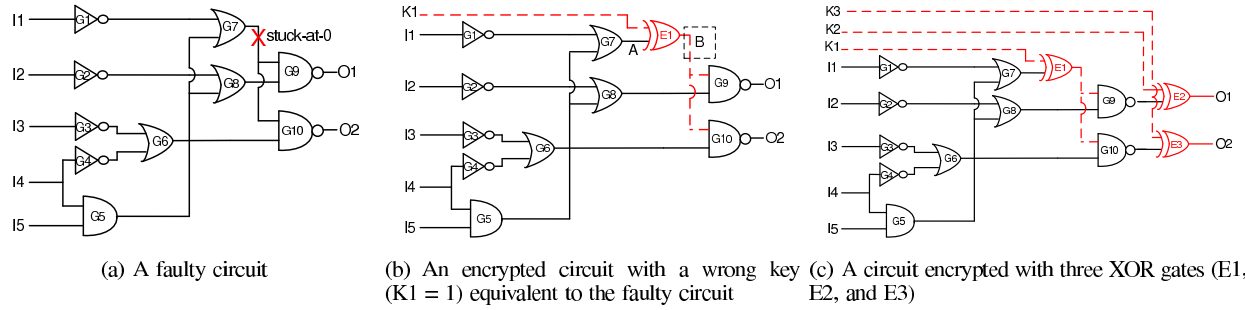 I1
G1
G7
X
stuck-at-0
I2
G2
G8
G9
O1
I3
G3
G6
G10
O2
G4
I4
G5
I5
(a) A faulty circuit
K1
I1
G1
G7
A
E1
B
I2
G2
G8
G9
O1
I3
G3
G6
G10
O2
G4
I4
G5
I5
(b) An encrypted circuit with a wrong key
(K1 = 1) equivalent to the faulty circuit
K3
K2
K1
I1
G1
G7
E1
I2
G2
G8
G9
E2
O1
I3
G3
G6
G10
E3
O2
G4
I4
G5
I5
(c) A circuit encrypted with three XOR gates (E1,
E2, and E3)